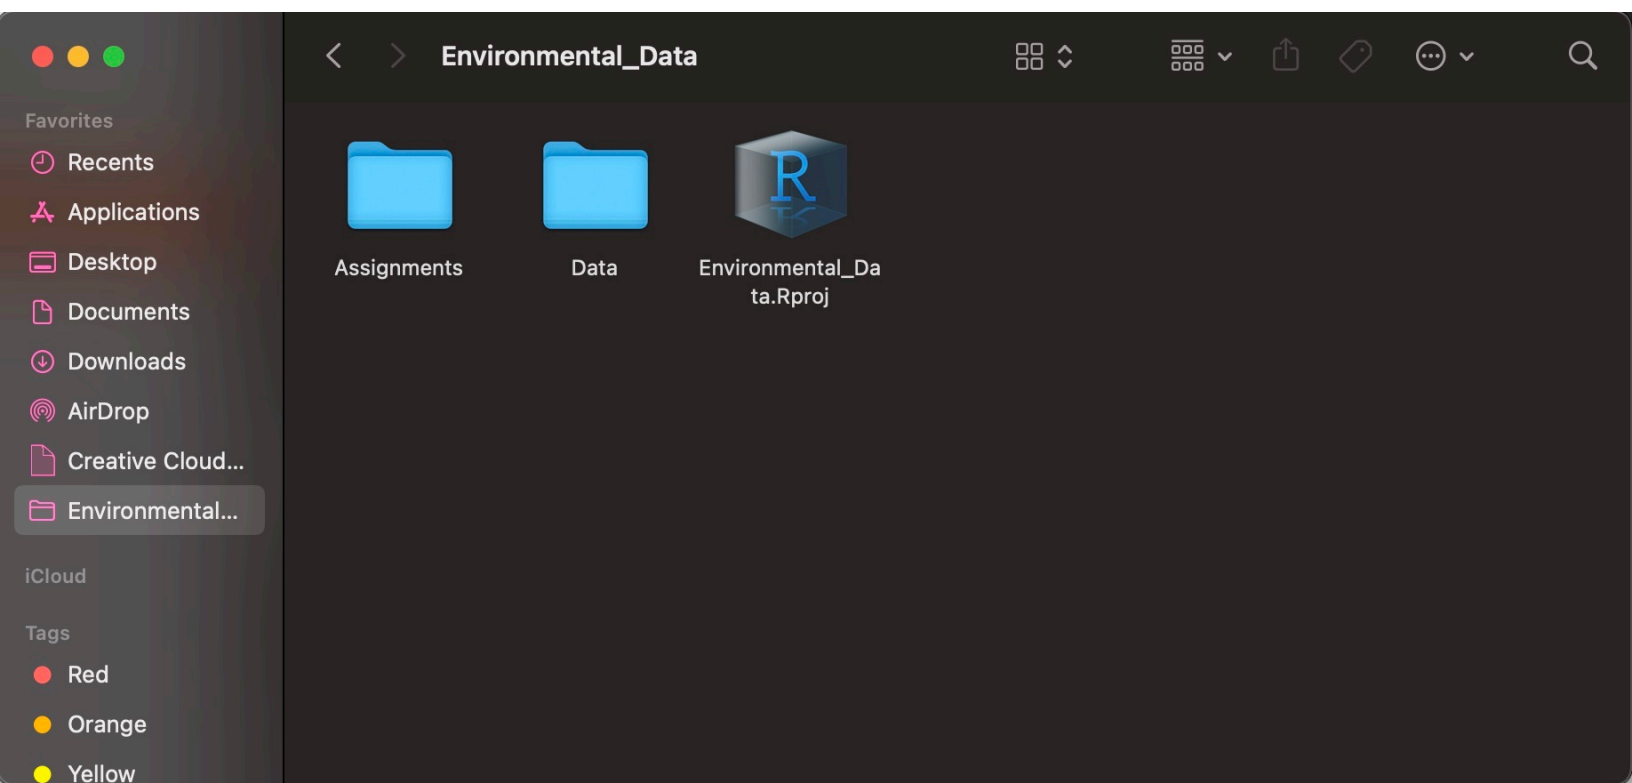 Environmental_Data
Favorites
Recents
Applications
Desktop
Documents
Downloads
AirDrop
Creative Cloud...
Environmental...
iCloud
Tags
Red
Orange
Yellow
R
Assignments
Data
Environmental_Da
ta.Rproj